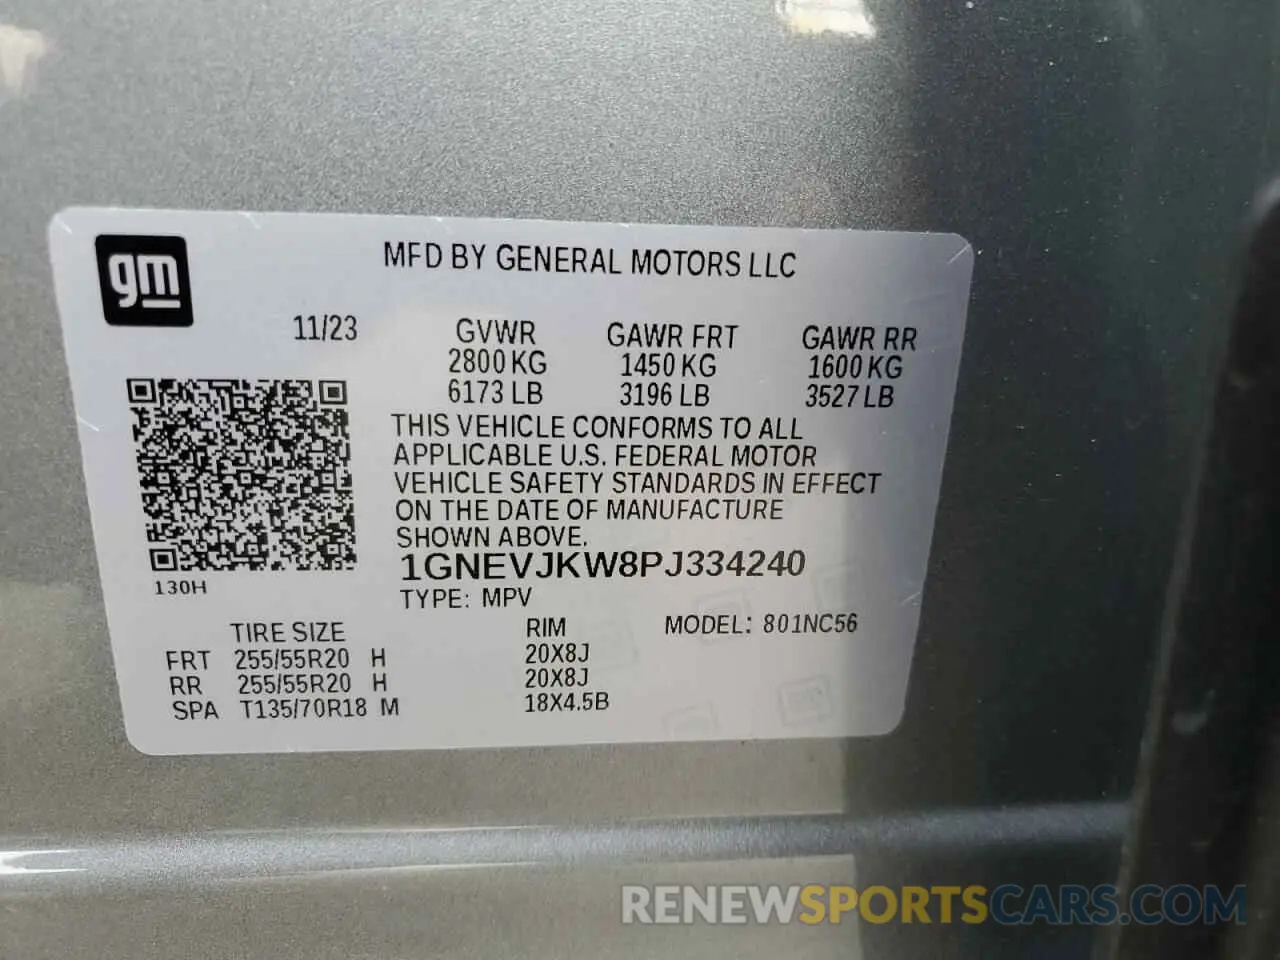 gm
MFD BY GENERAL MOTORS LLC
11/23 GVWR GAWR FRT GAWR RR
2800 KG 1450 KG 1600 KG
6173 LB 3196 LB 3527 LB
THIS VEHICLE CONFORMS TO ALL
APPLICABLE U.S. FEDERAL MOTOR
VEHICLE SAFETY STANDARDS IN EFFECT
ON THE DATE OF MANUFACTURE
SHOWN ABOVE.
1GNEVJKW8PJ334240
130H
TYPE: MPV
TIRE SIZE RIM MODEL: 801NC56
FRT 255/55R20 H 20X8J
RR 255/55R20 H 20X8J
SPA T135/70R18 M 18X4.5B
RENEWSPORTSCARS.COM